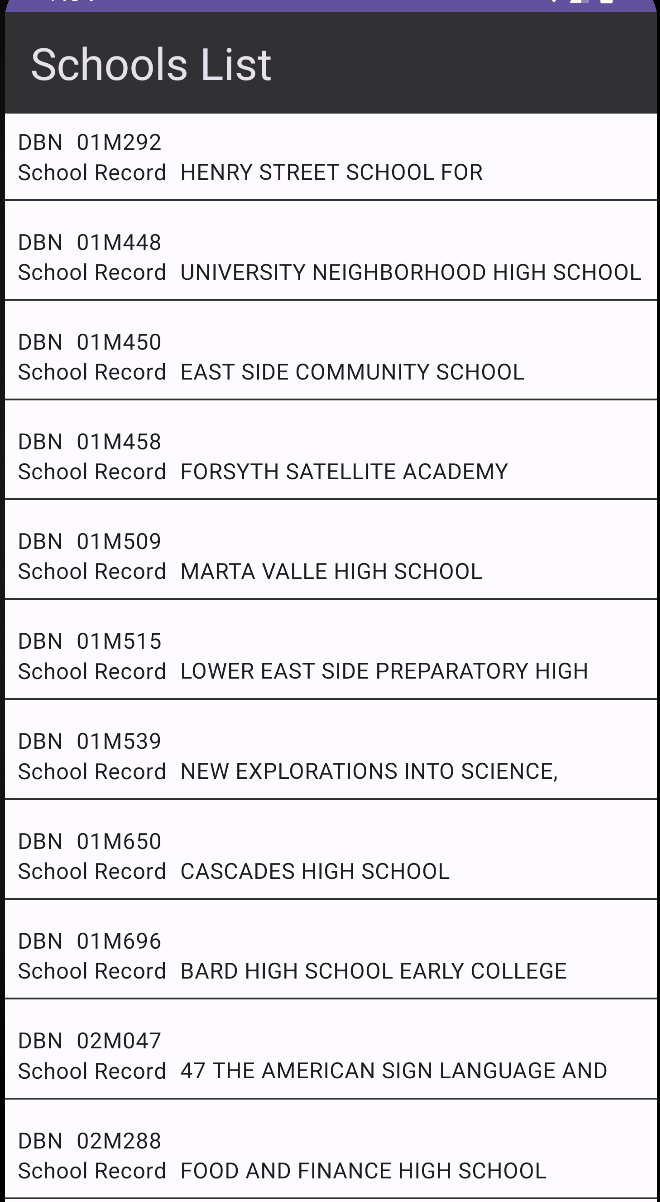 Schools List
DBN 01M292
School Record HENRY STREET SCHOOL FOR
DBN 01M448
School Record UNIVERSITY NEIGHBORHOOD HIGH SCHOOL
DBN 01M450
School Record EAST SIDE COMMUNITY SCHOOL
DBN 01M458
School Record FORSYTH SATELLITE ACADEMY
DBN 01M509
School Record MARTA VALLE HIGH SCHOOL
DBN 01M515
School Record LOWER EAST SIDE PREPARATORY HIGH
DBN 01M539
School Record NEW EXPLORATIONS INTO SCIENCE,
DBN 01M650
School Record CASCADES HIGH SCHOOL
DBN 01M696
School Record BARD HIGH SCHOOL EARLY COLLEGE
DBN 02M047
School Record 47 THE AMERICAN SIGN LANGUAGE AND
DBN 02M288
School Record FOOD AND FINANCE HIGH SCHOOL